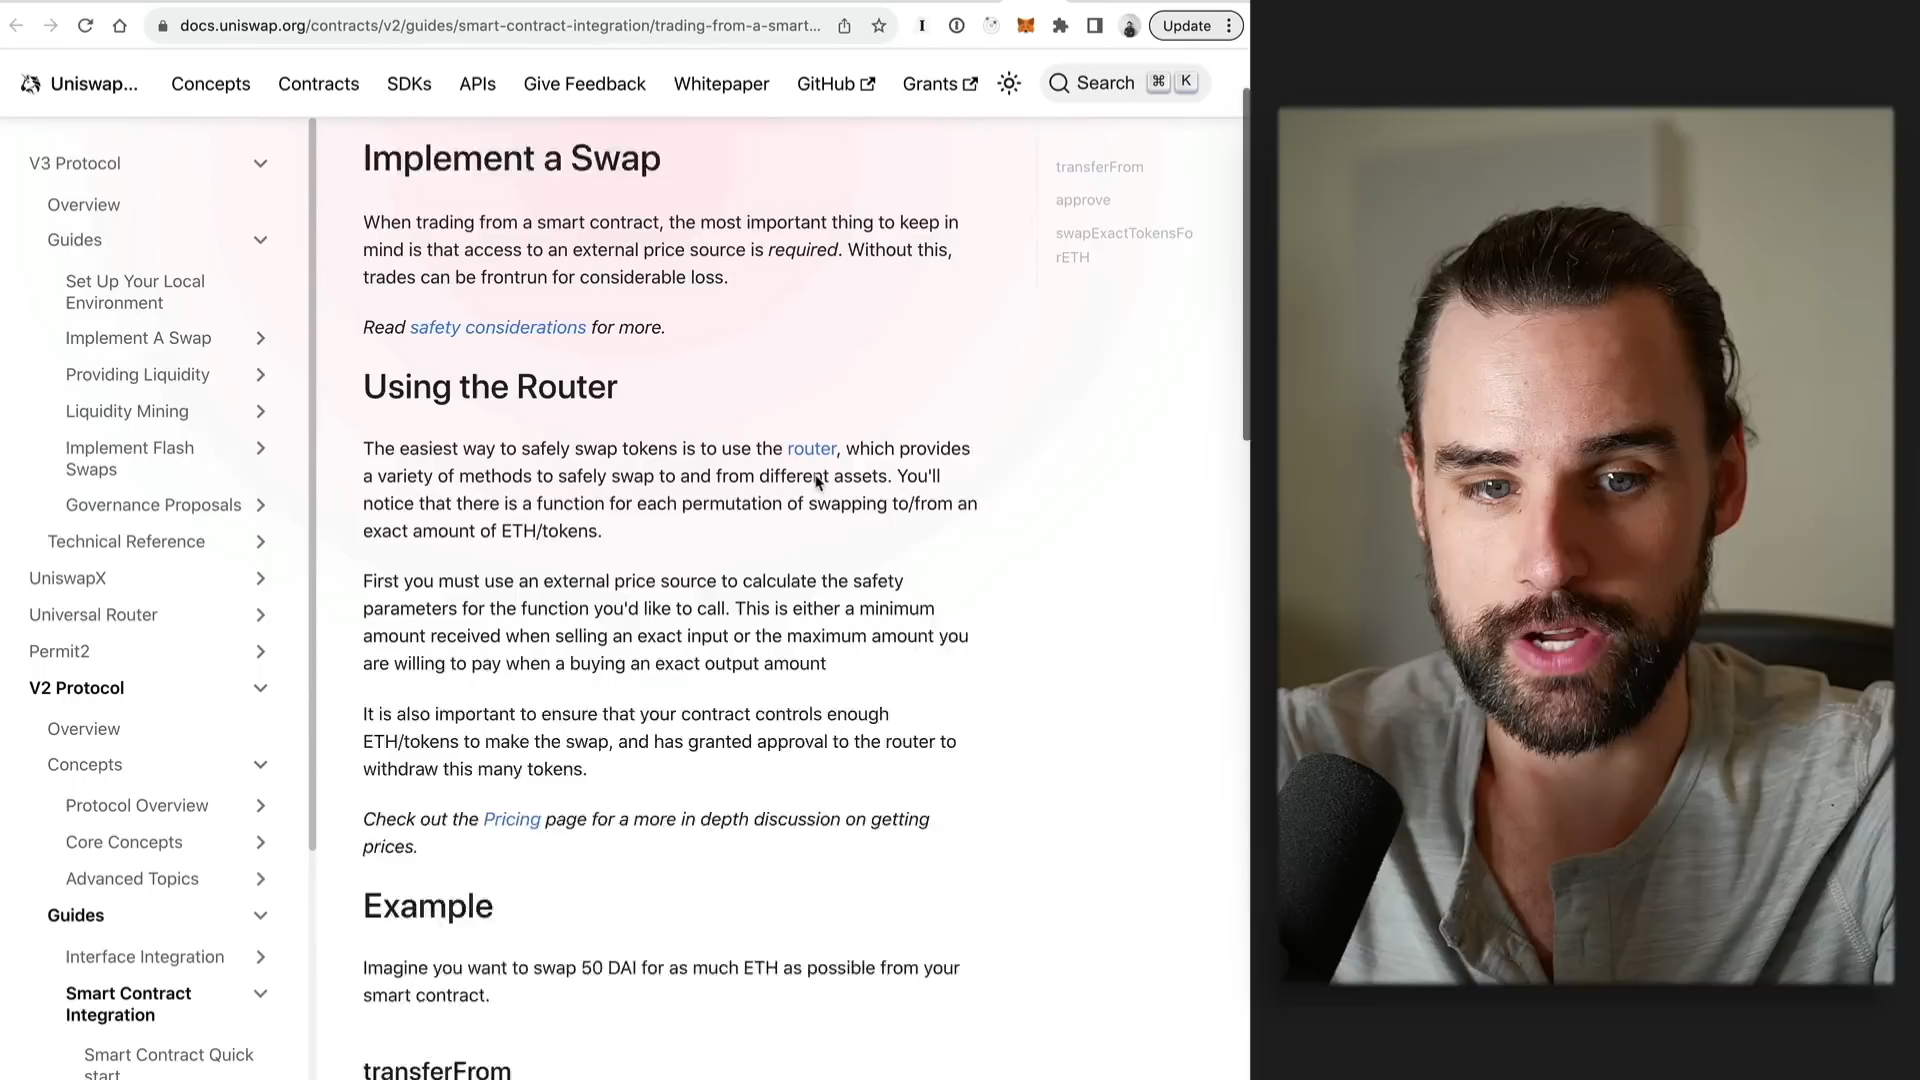 docs.uniswap.org/contracts/v2/guides/smart-contract-integration/trading-from-a-smart...
Update
Uniswap...
Concepts
Contracts
SDKs
APIs
Give Feedback
Whitepaper
GitHub
Grants
Search
⌘ K
V3 Protocol
Overview
Guides
Set Up Your Local
Environment
Implement A Swap
Providing Liquidity
Liquidity Mining
Implement Flash
Swaps
Governance Proposals
Technical Reference
UniswapX
Universal Router
Permit2
V2 Protocol
Overview
Concepts
Protocol Overview
Core Concepts
Advanced Topics
Guides
Interface Integration
Smart Contract
Integration
Smart Contract Quick
start
Implement a Swap
When trading from a smart contract, the most important thing to keep in
mind is that access to an external price source is required. Without this,
trades can be frontrun for considerable loss.
Read safety considerations for more.
Using the Router
The easiest way to safely swap tokens is to use the router, which provides
a variety of methods to safely swap to and from different assets. You'll
notice that there is a function for each permutation of swapping to/from an
exact amount of ETH/tokens.
First you must use an external price source to calculate the safety
parameters for the function you'd like to call. This is either a minimum
amount received when selling an exact input or the maximum amount you
are willing to pay when a buying an exact output amount
It is also important to ensure that your contract controls enough
ETH/tokens to make the swap, and has granted approval to the router to
withdraw this many tokens.
Check out the Pricing page for a more in depth discussion on getting
prices.
Example
Imagine you want to swap 50 DAI for as much ETH as possible from your
smart contract.
transferFrom
transferFrom
approve
swapExactTokensFo
rETH